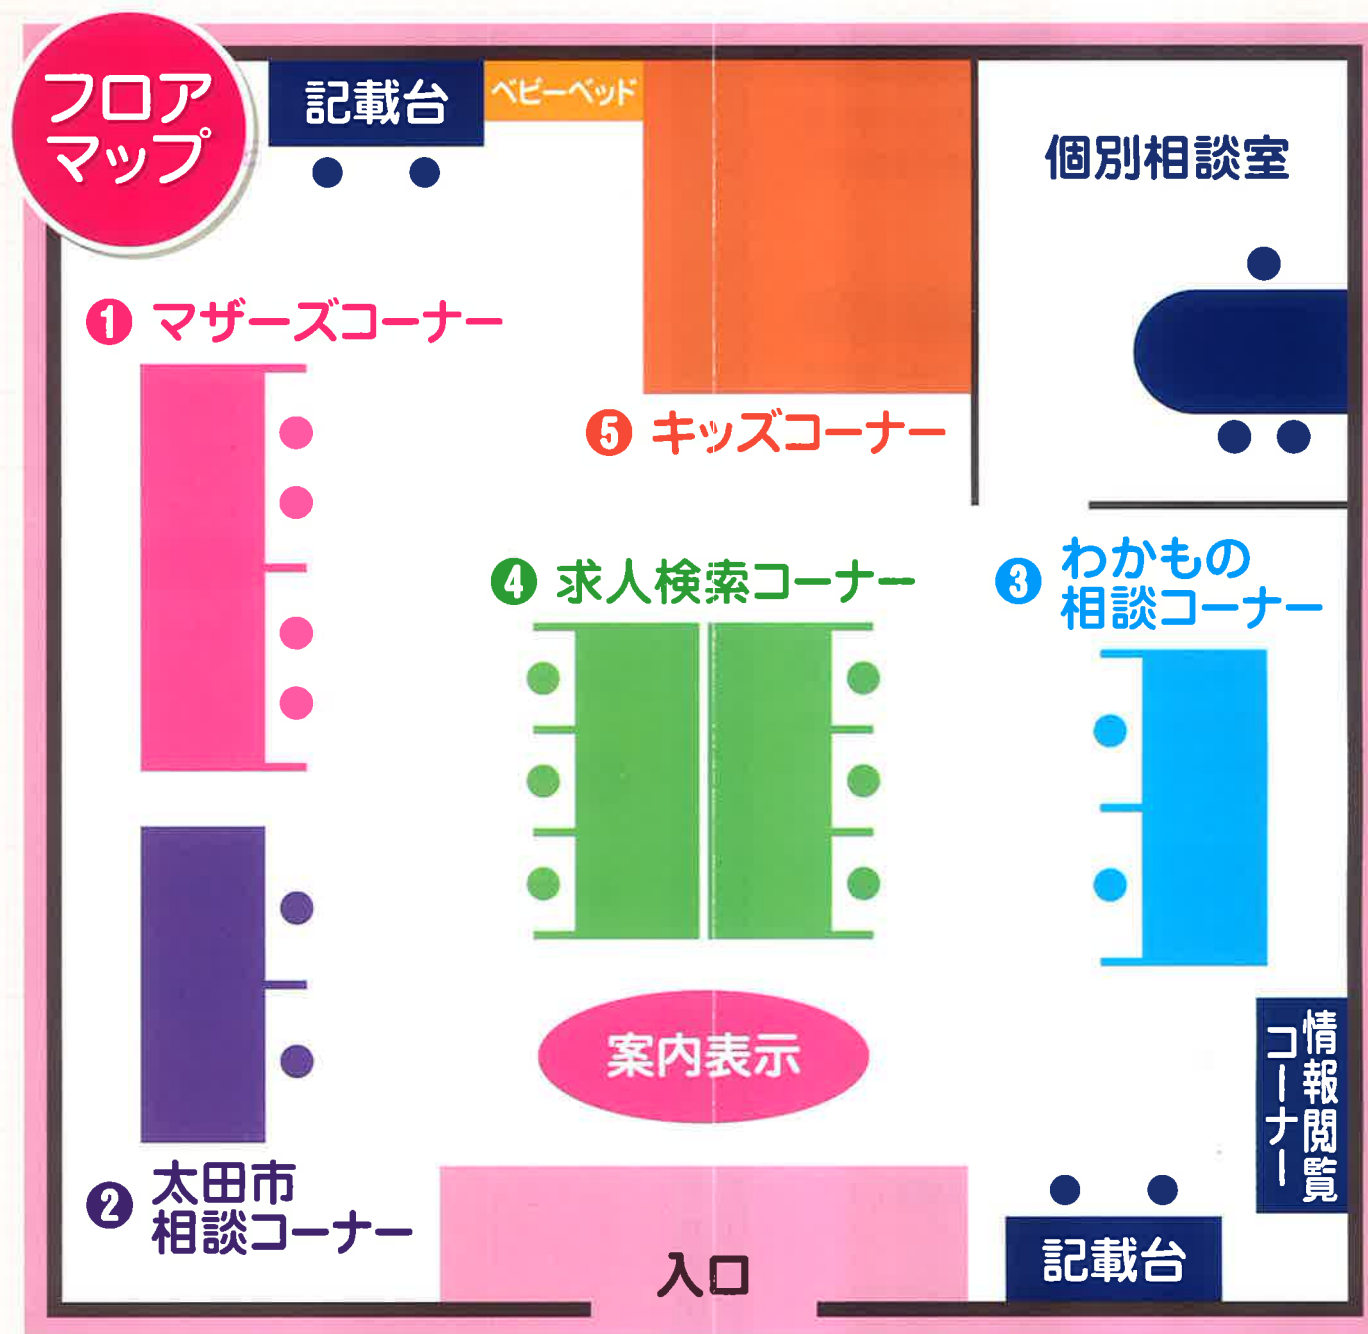 フロア
マップ
記載台
ベビーベッド
個別相談室
❶ マザーズコーナー
❺ キッズコーナー
❹ 求人検索コーナー
❸ わかもの
相談コーナー
案内表示
情報閲覧
コーナー
❷ 太田市
相談コーナー
入口
記載台